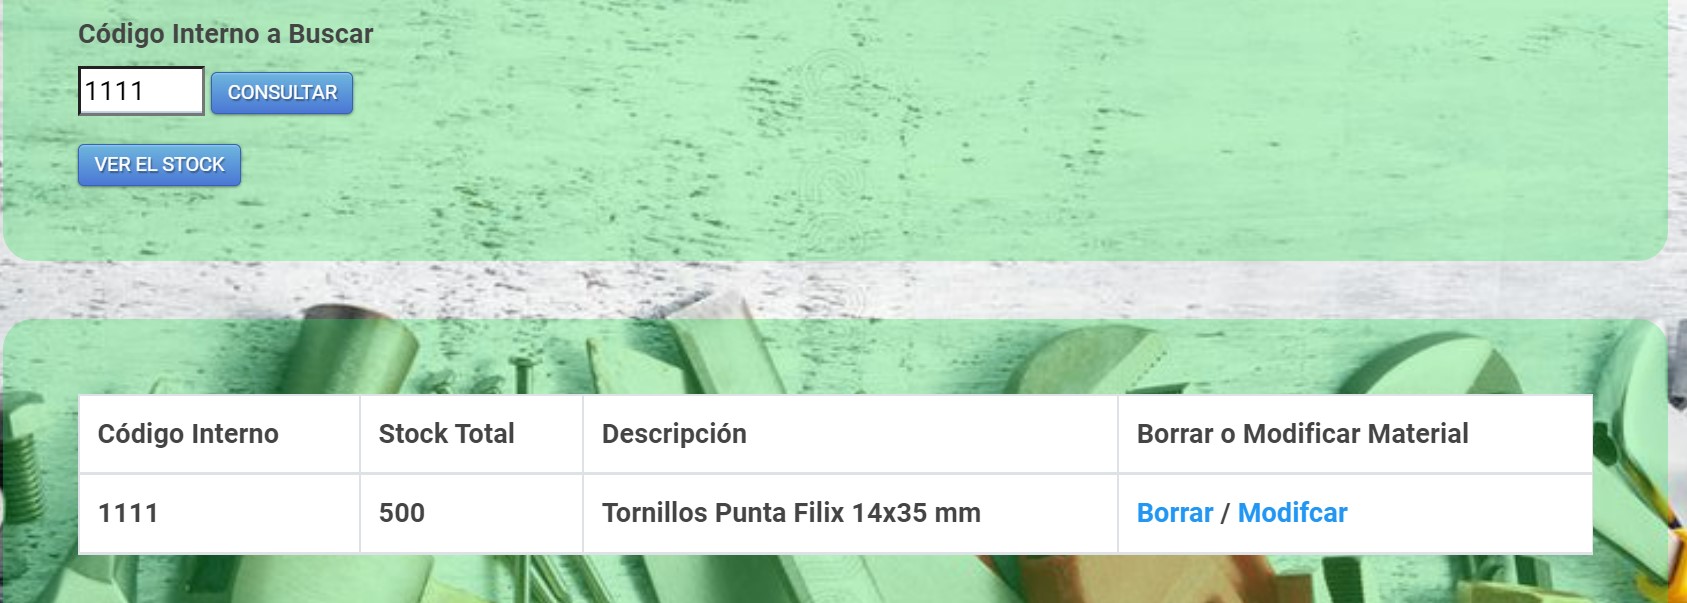 Código Interno a Buscar
1111 CONSULTAR
VER EL STOCK
Código Interno Stock Total Descripción Borrar o Modificar Material
1111 500 Tornillos Punta Filix 14x35 mm Borrar / Modifcar